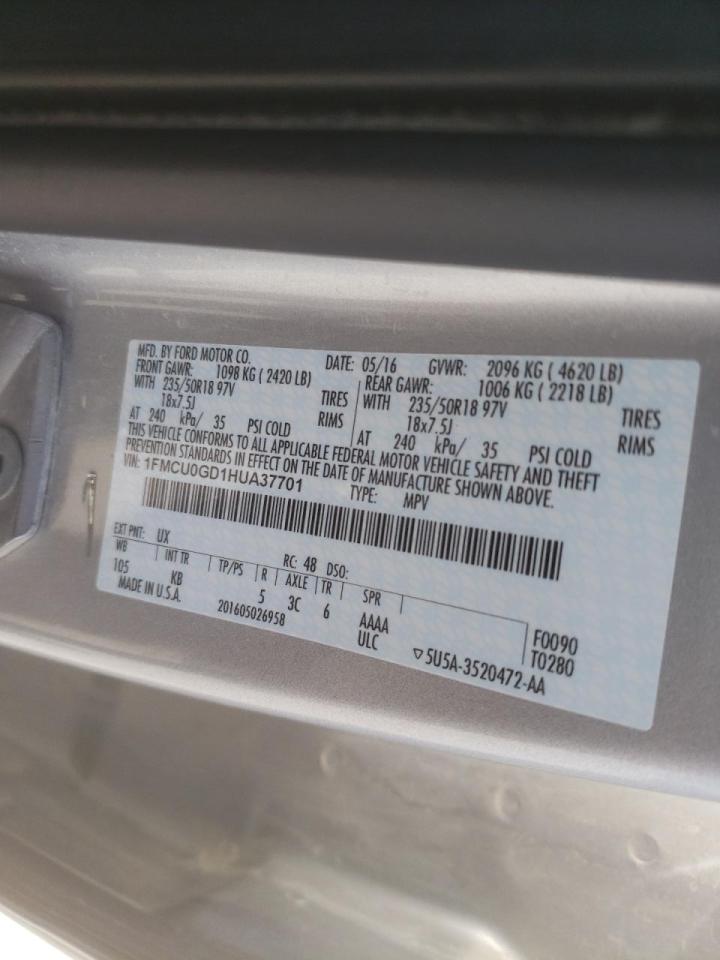 MFD. BY FORD MOTOR CO. DATE: 05/16 GVWR: 2096 KG ( 4620 LB)
FRONT GAWR: 1098 KG ( 2420 LB) REAR GAWR: 1006 KG ( 2218 LB)
WITH 235/50R18 97V TIRES WITH 235/50R18 97V TIRES
18x7.5J RIMS 18x7.5J RIMS
AT 240 kPa/ 35 PSI COLD AT 240 kPa/ 35 PSI COLD
THIS VEHICLE CONFORMS TO ALL APPLICABLE FEDERAL MOTOR VEHICLE SAFETY AND THEFT
PREVENTION STANDARDS IN EFFECT ON THE DATE OF MANUFACTURE SHOWN ABOVE.
VIN: 1FMCU0GD1HUA37701 TYPE: MPV
EXT PNT: UX RC: 48 DSO:
WB INT TR TP/PS R AXLE TR SPR
105 KB 5 3C 6 AAAA F0090
MADE IN U.S.A. 201605026958 ULC T0280
▽5U5A-3520472-AA